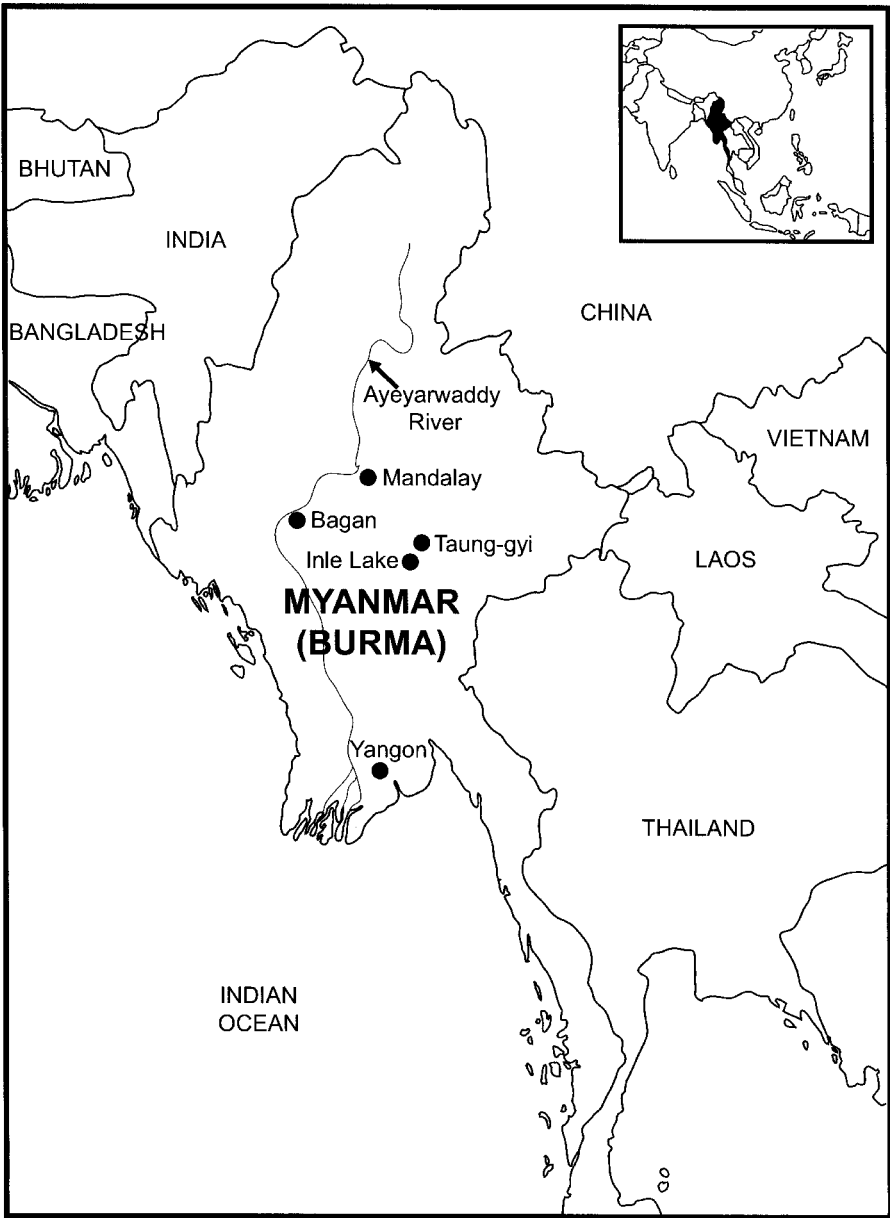 BHUTAN
INDIA
BANGLADESH
CHINA
Ayeyarwaddy
River
VIETNAM
Mandalay
Bagan
Taung-gyi
Inle Lake
LAOS
MYANMAR
(BURMA)
Yangon
THAILAND
INDIAN
OCEAN